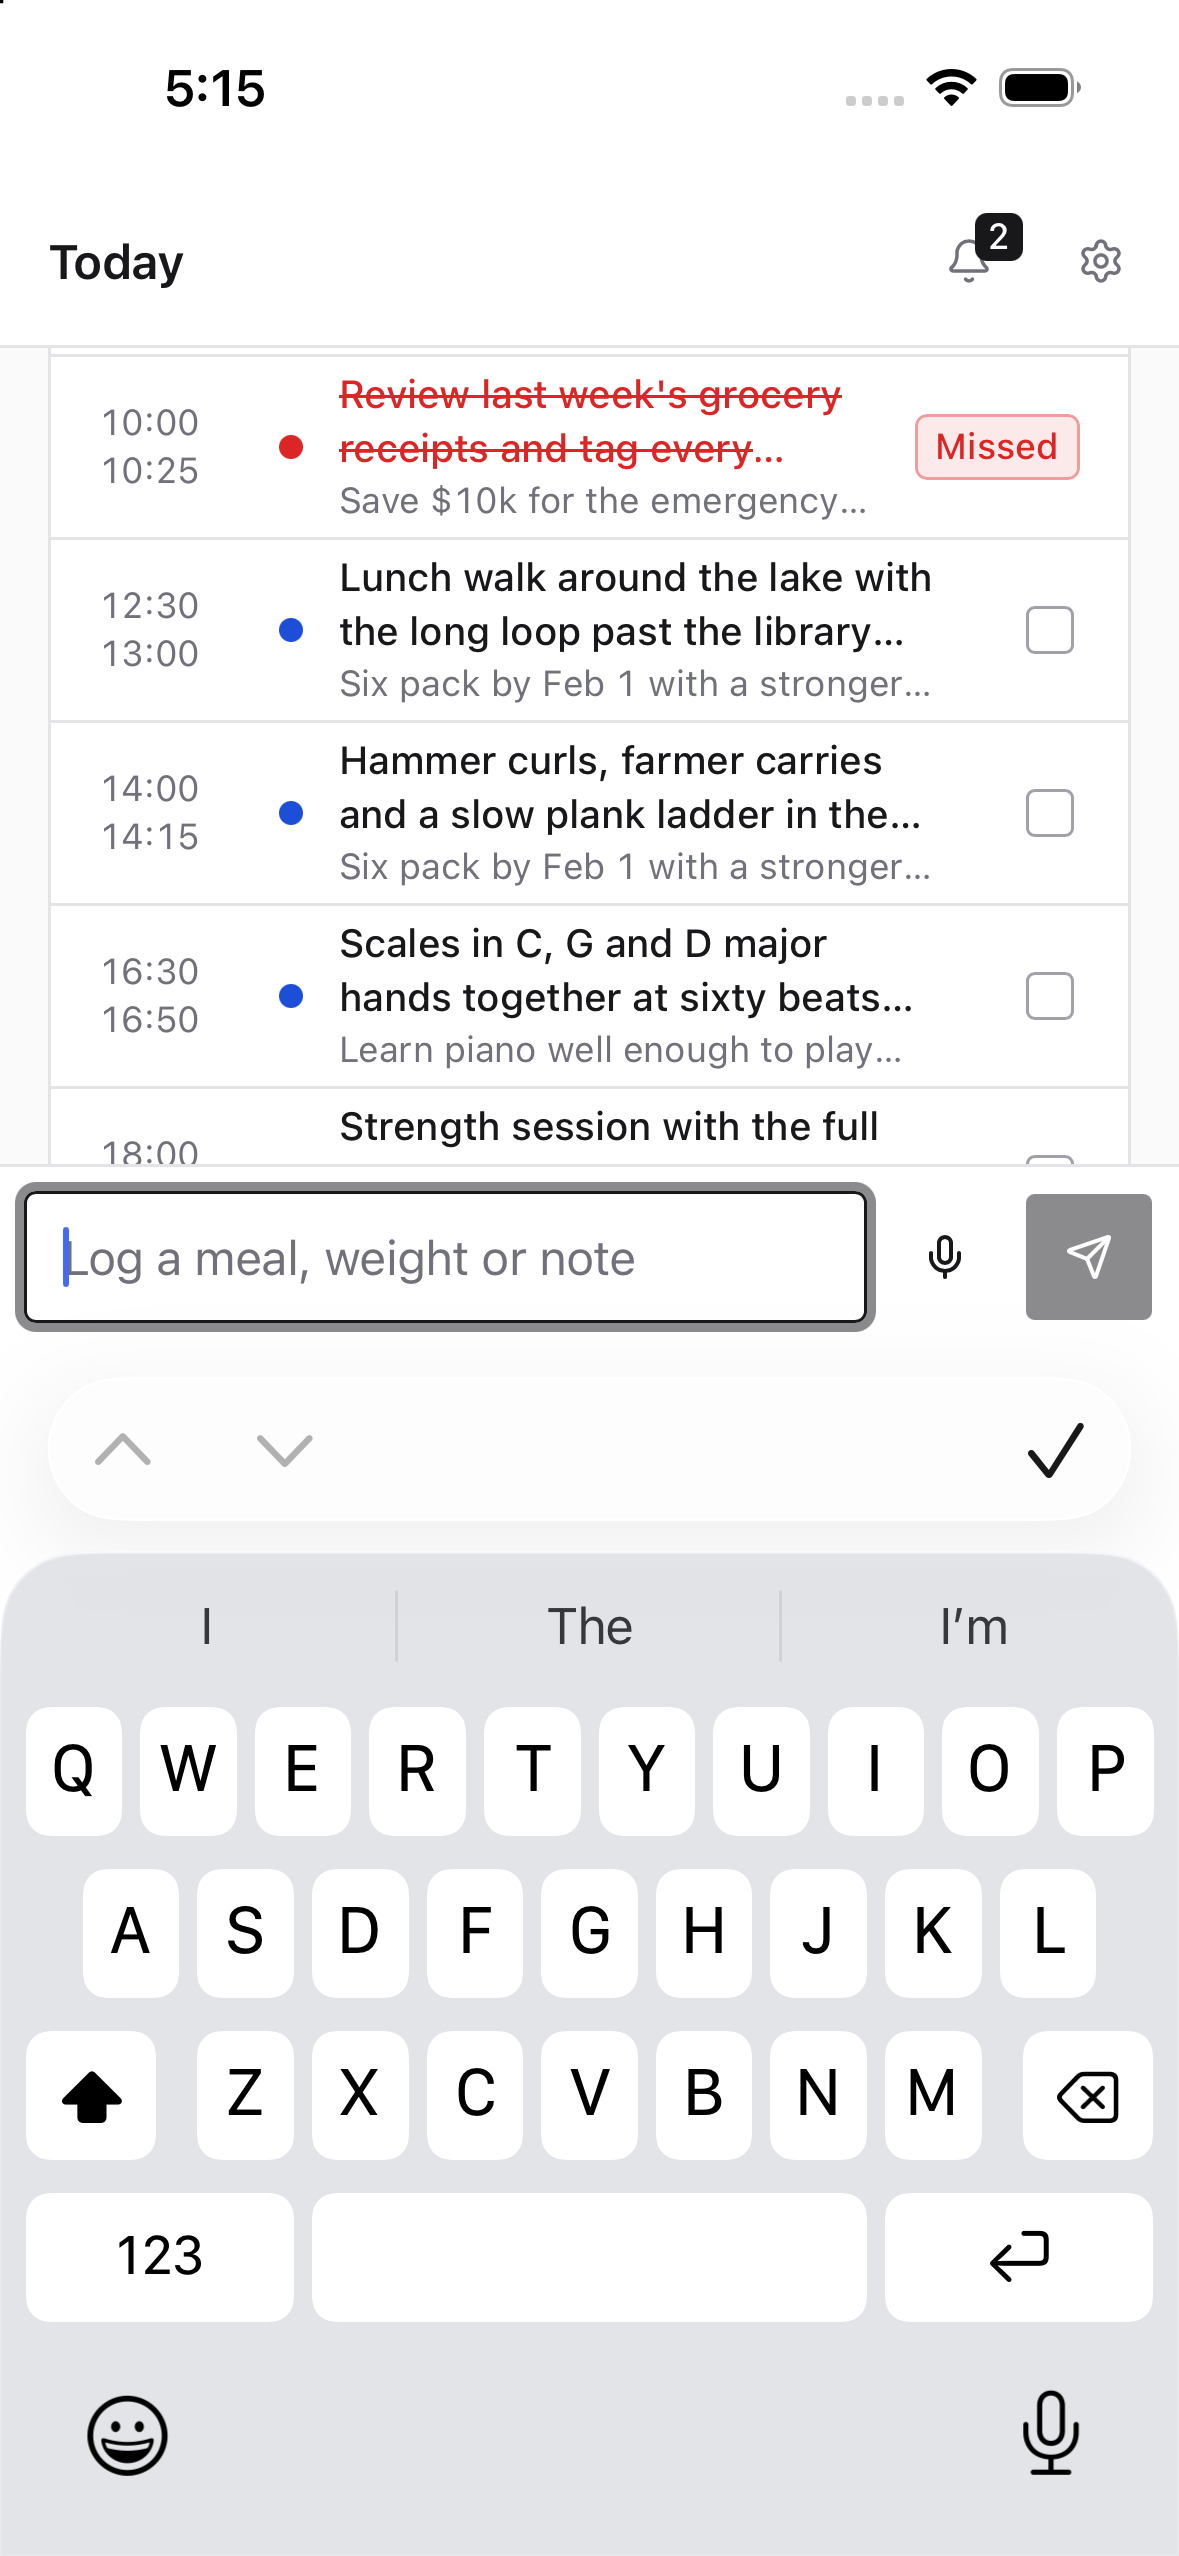 5:15
Today
2
10:00
10:25
Review last week's grocery
receipts and tag every...
Save $10k for the emergency...
Missed
12:30
13:00
Lunch walk around the lake with
the long loop past the library...
Six pack by Feb 1 with a stronger...
14:00
14:15
Hammer curls, farmer carries
and a slow plank ladder in the...
Six pack by Feb 1 with a stronger...
16:30
16:50
Scales in C, G and D major
hands together at sixty beats...
Learn piano well enough to play...
18:00
Strength session with the full
Log a meal, weight or note
I The I'm
Q W E R T Y U I O P
A S D F G H J K L
Z X C V B N M
123